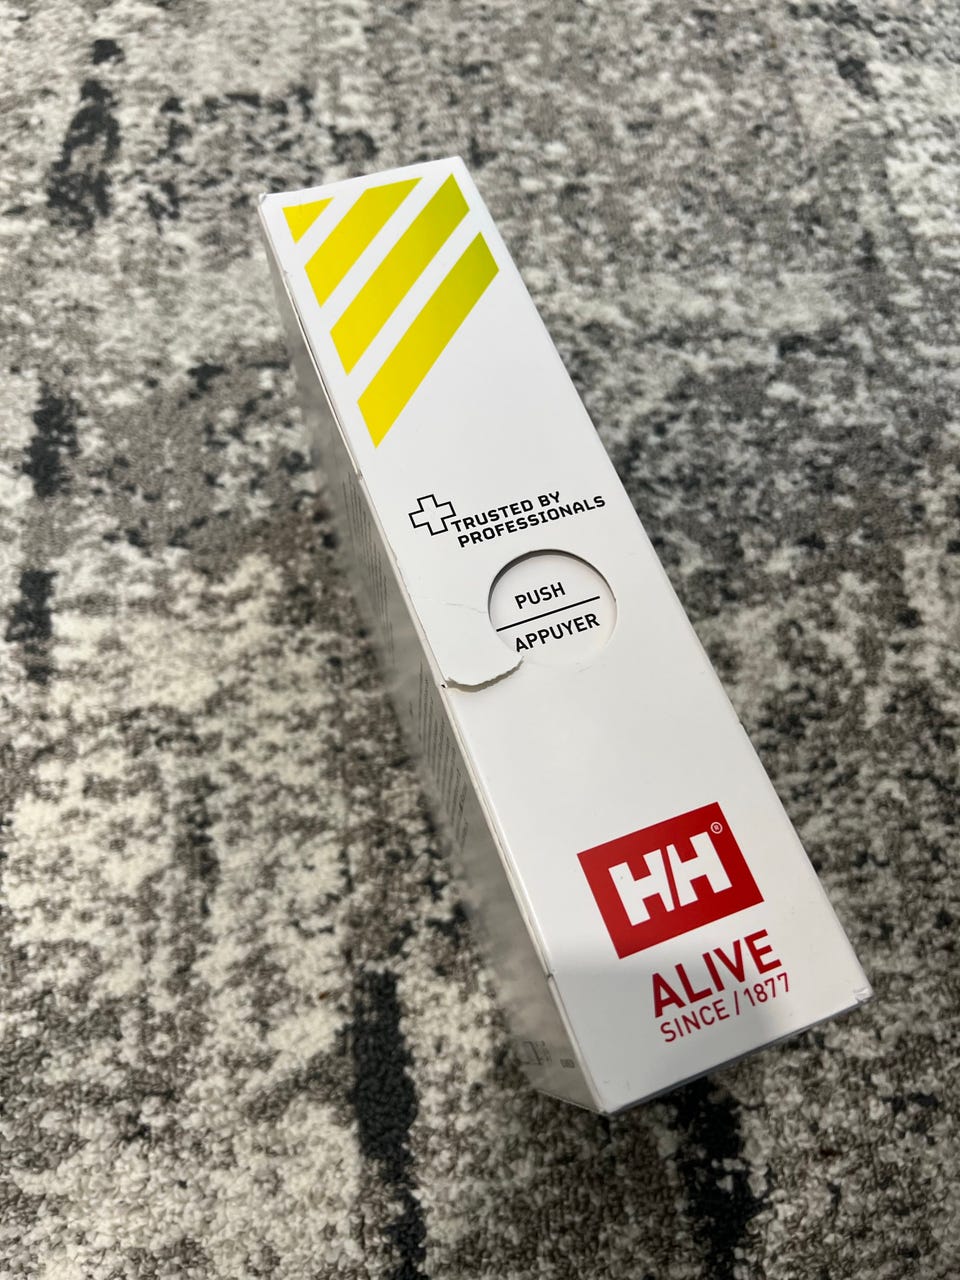 TRUSTED BY
PROFESSIONALS
PUSH
APPUYER
HH®
ALIVE
SINCE / 1877